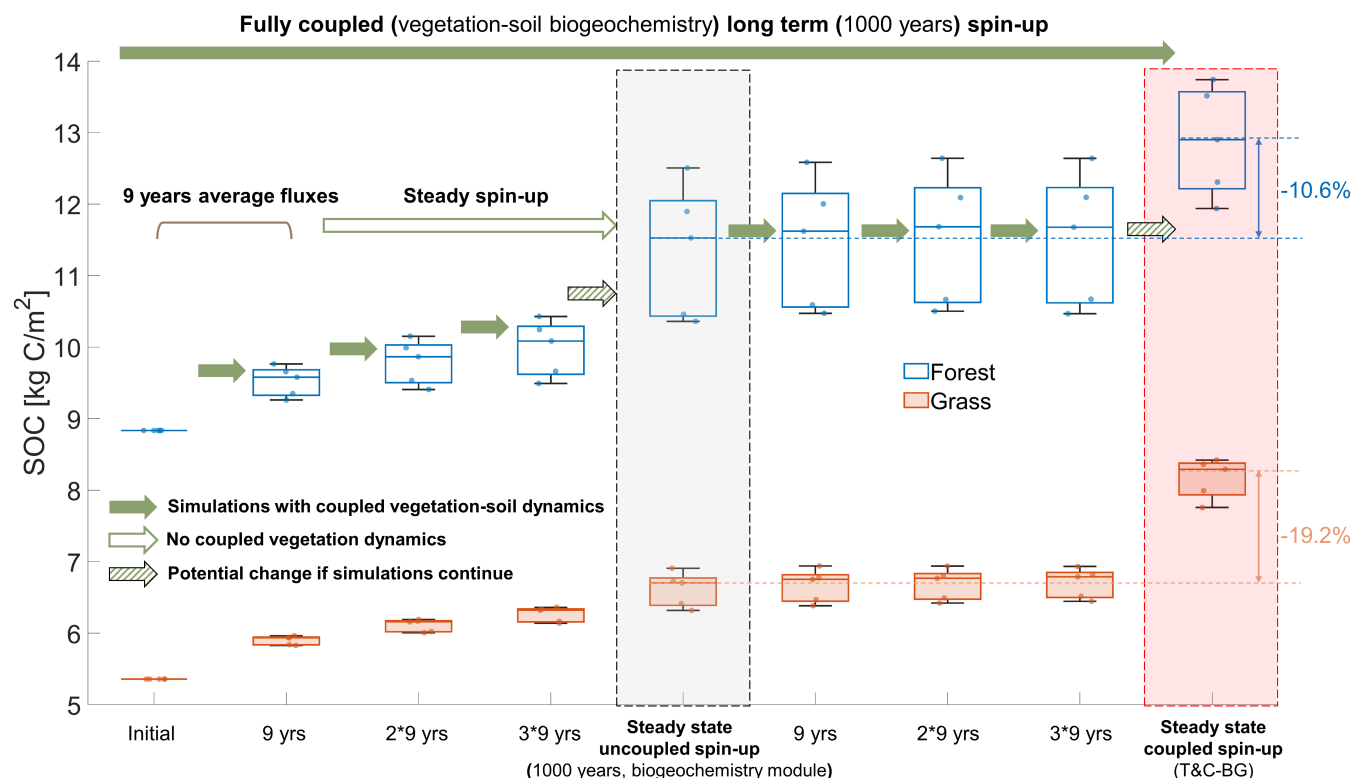 Fully coupled (vegetation-soil biogeochemistry) long term (1000 years) spin-up
SOC [kg C/m²]
14
13
12
11
10
9
8
7
6
5
9 years average fluxes
Steady spin-up
-10.6%
-19.2%
Forest
Grass
Simulations with coupled vegetation-soil dynamics
No coupled vegetation dynamics
Potential change if simulations continue
Initial
9 yrs
2*9 yrs
3*9 yrs
Steady state
uncoupled spin-up
(1000 years, biogeochemistry module)
9 yrs
2*9 yrs
3*9 yrs
Steady state
coupled spin-up
(T&C-BG)